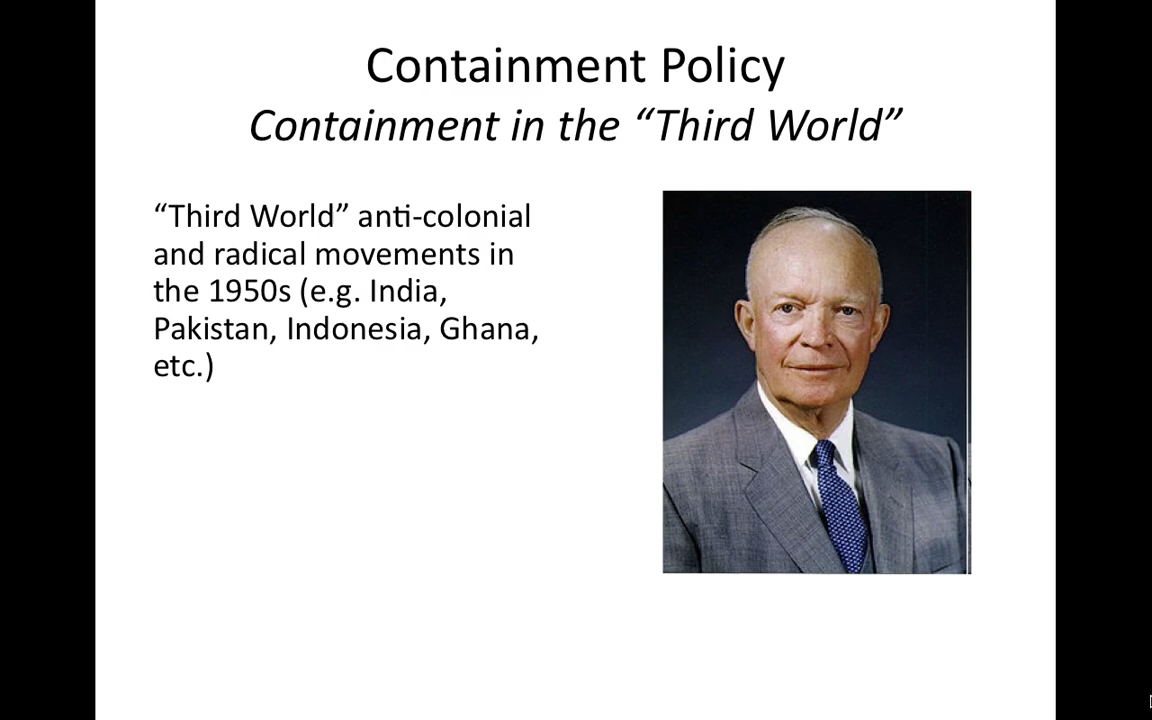 Containment Policy
Containment in the “Third World”
“Third World” anti-colonial
and radical movements in
the 1950s (e.g. India,
Pakistan, Indonesia, Ghana,
etc.)